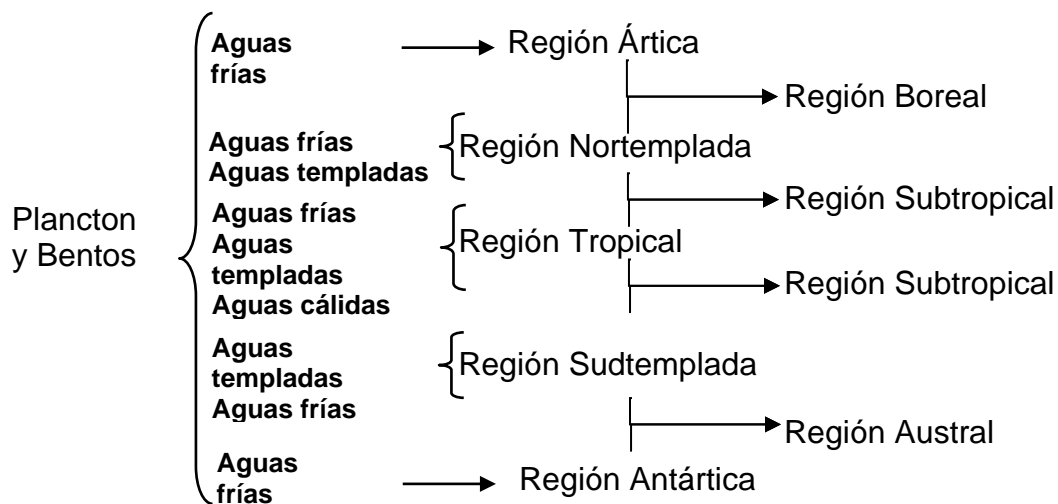 Aguas
frías
Región Ártica
Región Boreal
Aguas frías
Aguas templadas
Región Nortemplada
Región Subtropical
Plancton
y Bentos
Aguas frías
Aguas
templadas
Aguas cálidas
Región Tropical
Región Subtropical
Aguas
templadas
Aguas frías
Región Sudtemplada
Región Austral
Aguas
frías
Región Antártica